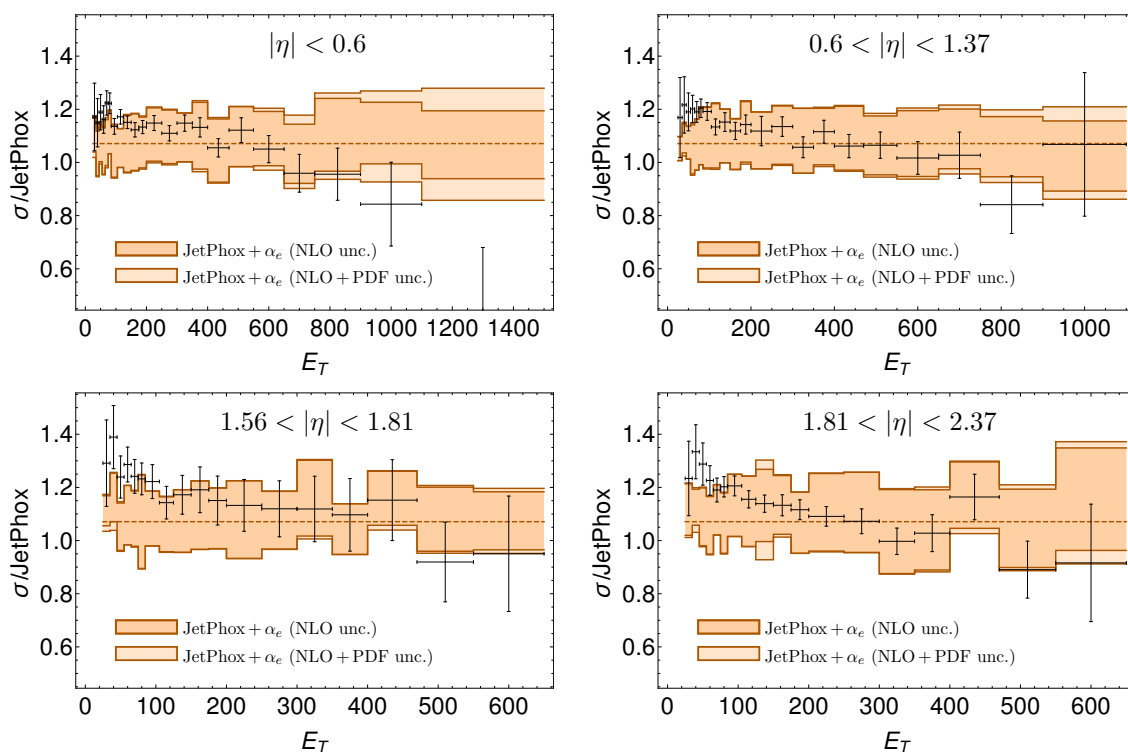 |η| < 0.6
σ/JetPhox
1.4
1.2
1.0
0.8
0.6
JetPhox + α_e (NLO unc.)
JetPhox + α_e (NLO + PDF unc.)
0 200 400 600 800 1000 1200 1400
E_T
0.6 < |η| < 1.37
σ/JetPhox
1.4
1.2
1.0
0.8
0.6
JetPhox + α_e (NLO unc.)
JetPhox + α_e (NLO + PDF unc.)
0 200 400 600 800 1000
E_T
1.56 < |η| < 1.81
σ/JetPhox
1.4
1.2
1.0
0.8
0.6
JetPhox + α_e (NLO unc.)
JetPhox + α_e (NLO + PDF unc.)
0 100 200 300 400 500 600
E_T
1.81 < |η| < 2.37
σ/JetPhox
1.4
1.2
1.0
0.8
0.6
JetPhox + α_e (NLO unc.)
JetPhox + α_e (NLO + PDF unc.)
0 100 200 300 400 500 600
E_T